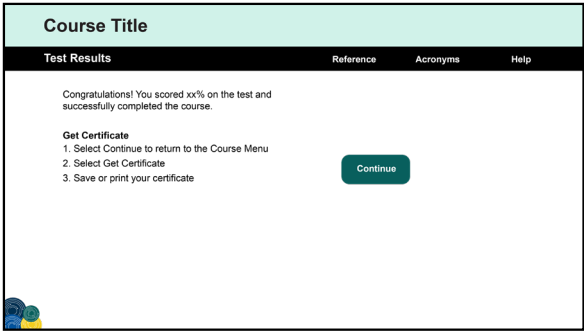 Course Title
Test Results
Reference
Acronyms
Help
Congratulations! You scored xx% on the test and
successfully completed the course.
Get Certificate
1. Select Continue to return to the Course Menu
2. Select Get Certificate
3. Save or print your certificate
Continue